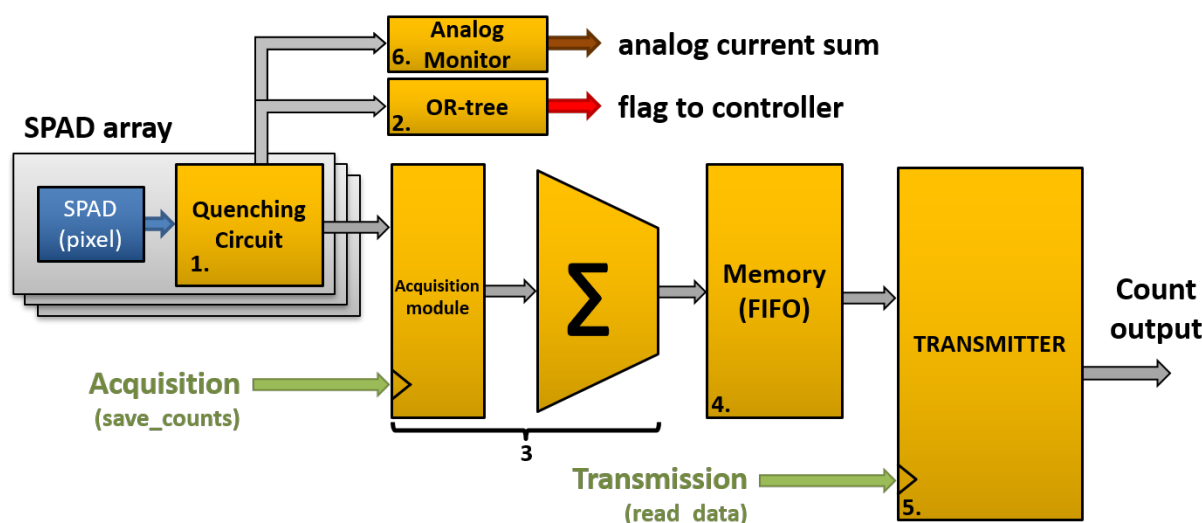 Analog
Monitor
6.
analog current sum
OR-tree
2.
flag to controller
SPAD array
SPAD
(pixel)
Quenching
Circuit
1.
Acquisition
module
Σ
Memory
(FIFO)
4.
TRANSMITTER
5.
Count
output
Acquisition
(save_counts)
3
Transmission
(read_data)